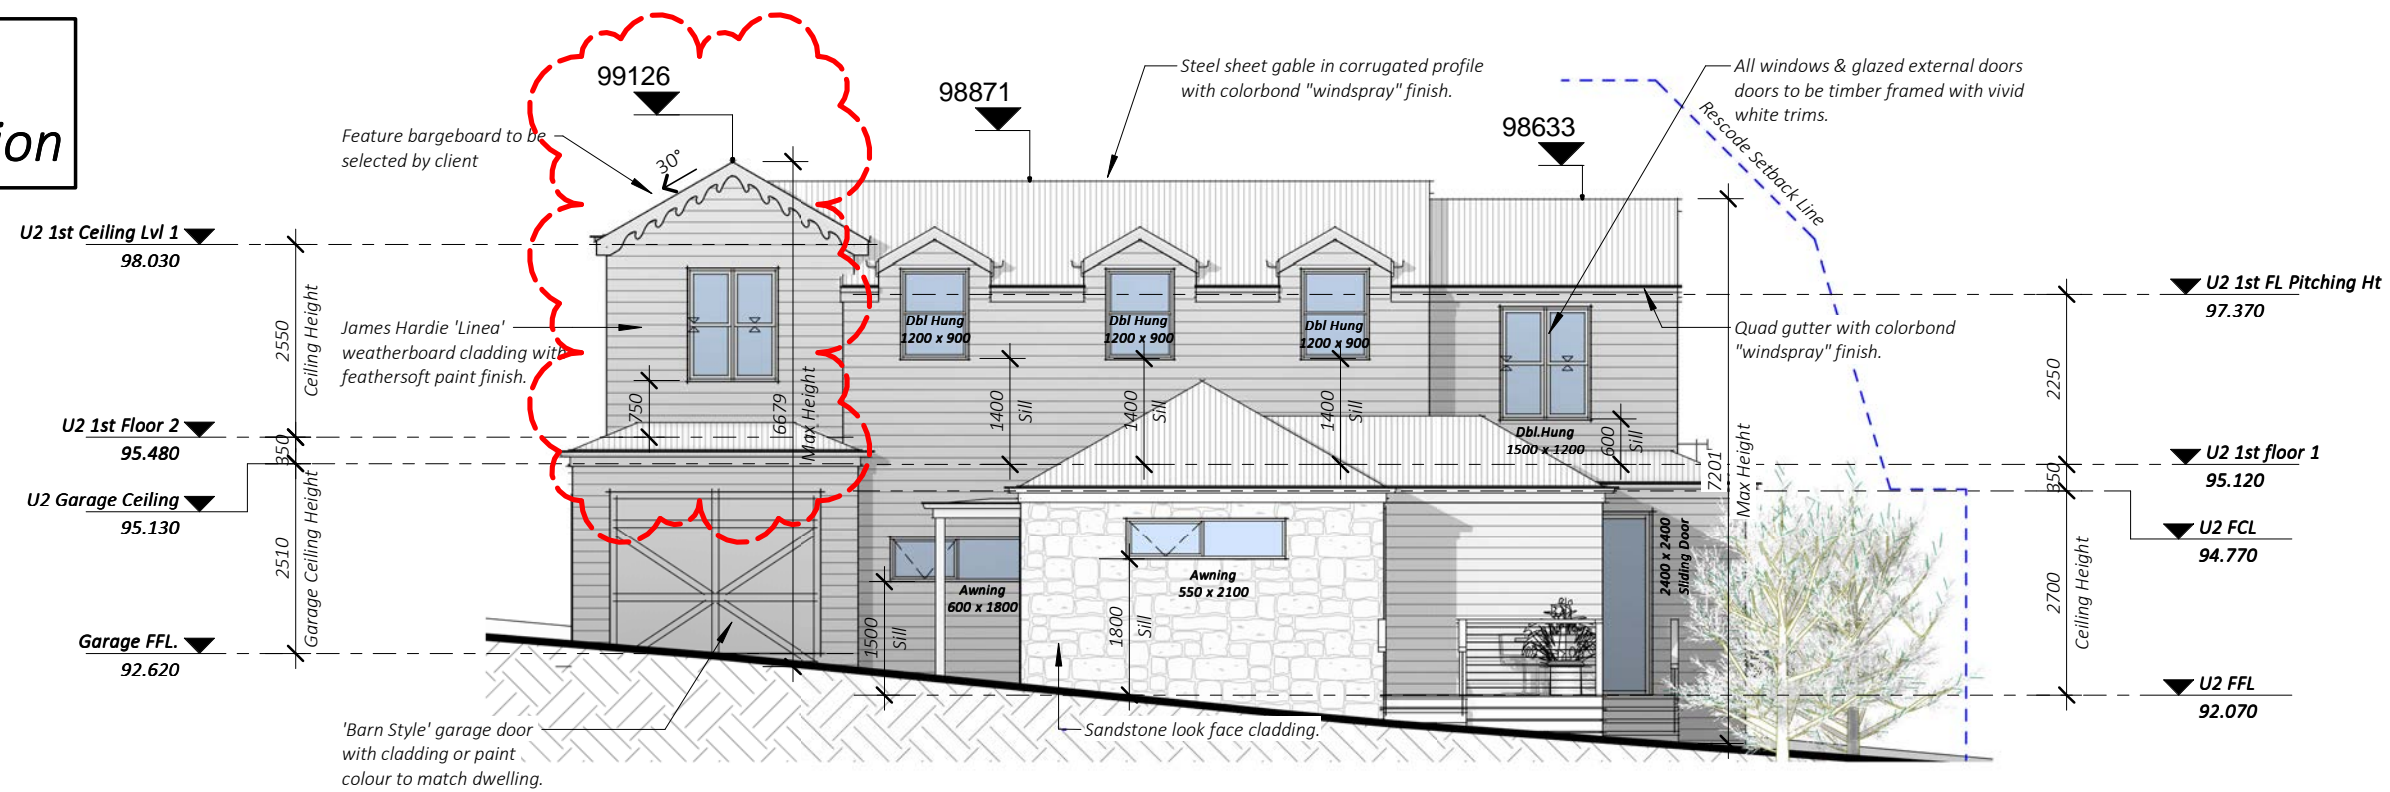 ion
99126
98871
98633
Steel sheet gable in corrugated profile
with colorbond "windspray" finish.
All windows & glazed external doors
doors to be timber framed with vivid
white trims.
Rescode Setback Line
Feature bargeboard to be
selected by client
30°
U2 1st Ceiling Lvl 1
98.030
2550
Ceiling Height
James Hardie 'Linea'
weatherboard cladding with
feathersoft paint finish.
U2 1st Floor 2
95.480
350
U2 Garage Ceiling
95.130
2510
Garage Ceiling Height
Garage FFL.
92.620
'Barn Style' garage door
with cladding or paint
colour to match dwelling.
750
6679
Max Height
Dbl Hung
1200 x 900
Dbl Hung
1200 x 900
Dbl Hung
1200 x 900
1400
Sill
1400
Sill
1400
Sill
Dbl.Hung
1500 x 1200
600
Sill
7201
Max Height
Awning
600 x 1800
1500
Sill
Awning
550 x 2100
1800
Sill
2400 x 2400
Sliding Door
Sandstone look face cladding.
Quad gutter with colorbond
"windspray" finish.
U2 1st FL Pitching Ht
97.370
2250
U2 1st floor 1
95.120
350
U2 FCL
94.770
2700
Ceiling Height
U2 FFL
92.070